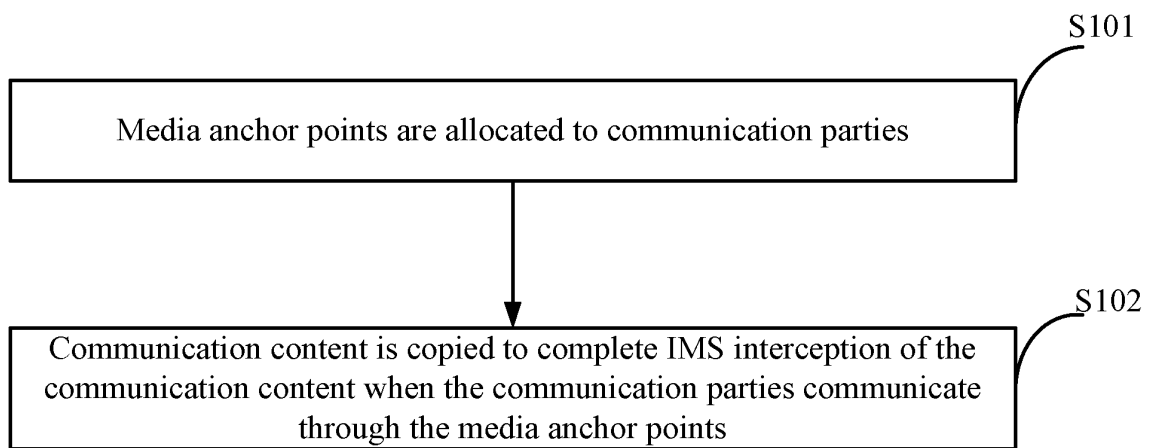 S101
Media anchor points are allocated to communication parties
S102
Communication content is copied to complete IMS interception of the
communication content when the communication parties communicate
through the media anchor points